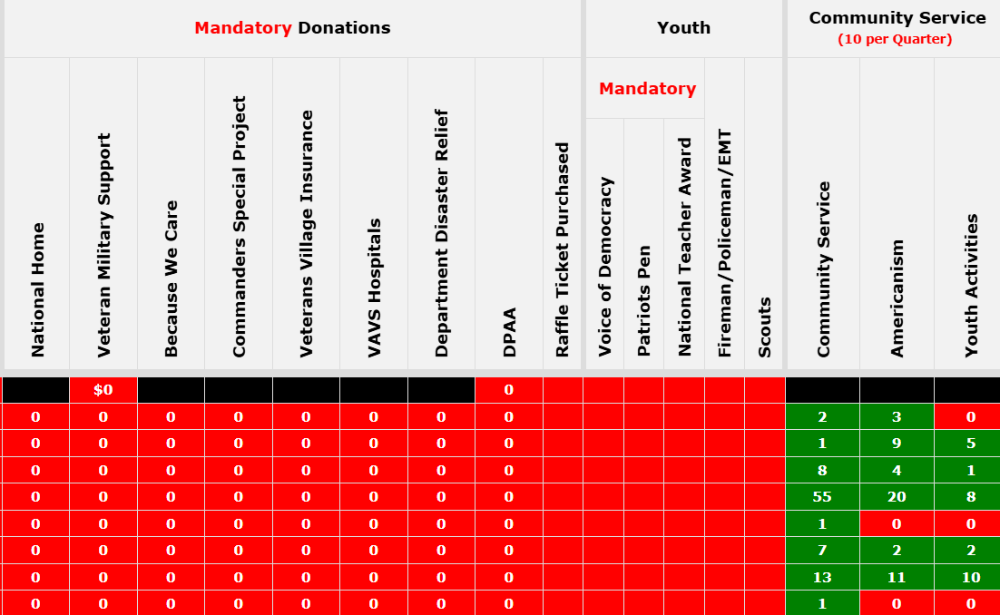 Mandatory Donations
Youth
Community Service
(10 per Quarter)
Mandatory
National Home
Veteran Military Support
Because We Care
Commanders Special Project
Veterans Village Insurance
VAVS Hospitals
Department Disaster Relief
DPAA
Raffle Ticket Purchased
Voice of Democracy
Patriots Pen
National Teacher Award
Fireman/Policeman/EMT
Scouts
Community Service
Americanism
Youth Activities
$0 0
0 0 0 0 0 0 0 0 2 3 0
0 0 0 0 0 0 0 0 1 9 5
0 0 0 0 0 0 0 0 8 4 1
0 0 0 0 0 0 0 0 55 20 8
0 0 0 0 0 0 0 0 1 0 0
0 0 0 0 0 0 0 0 7 2 2
0 0 0 0 0 0 0 0 13 11 10
0 0 0 0 0 0 0 0 1 0 0